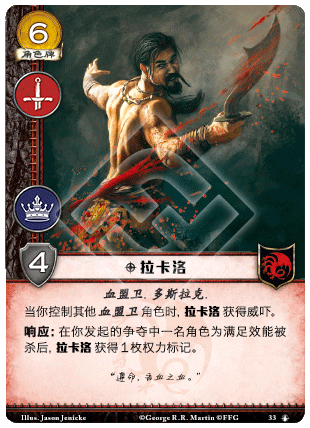 6
角色牌
4
拉卡洛
血盟卫. 多斯拉克.
当你控制其他 血盟卫 角色时, 拉卡洛 获得威吓。
响应: 在你发起的争夺中一名角色为满足效能被
杀后, 拉卡洛 获得1枚权力标记。
“遵命, 吾血之血。”
Illus. Jason Jenicke ©George R.R. Martin ©FFG 33